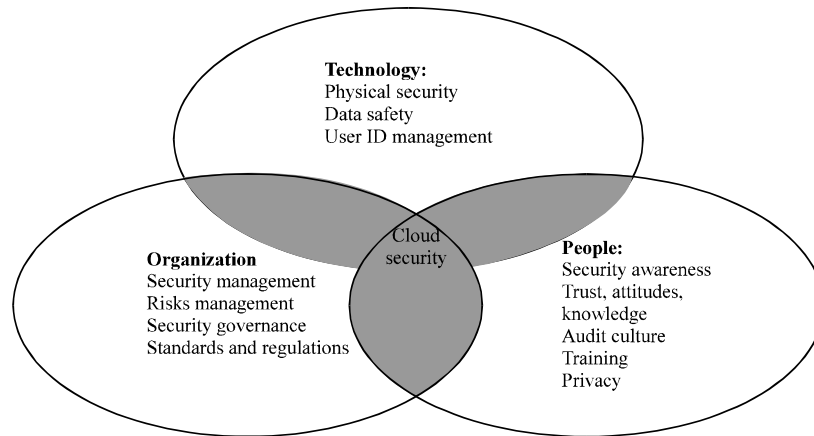 Technology:
Physical security
Data safety
User ID management
Cloud
security
Organization
Security management
Risks management
Security governance
Standards and regulations
People:
Security awareness
Trust, attitudes,
knowledge
Audit culture
Training
Privacy